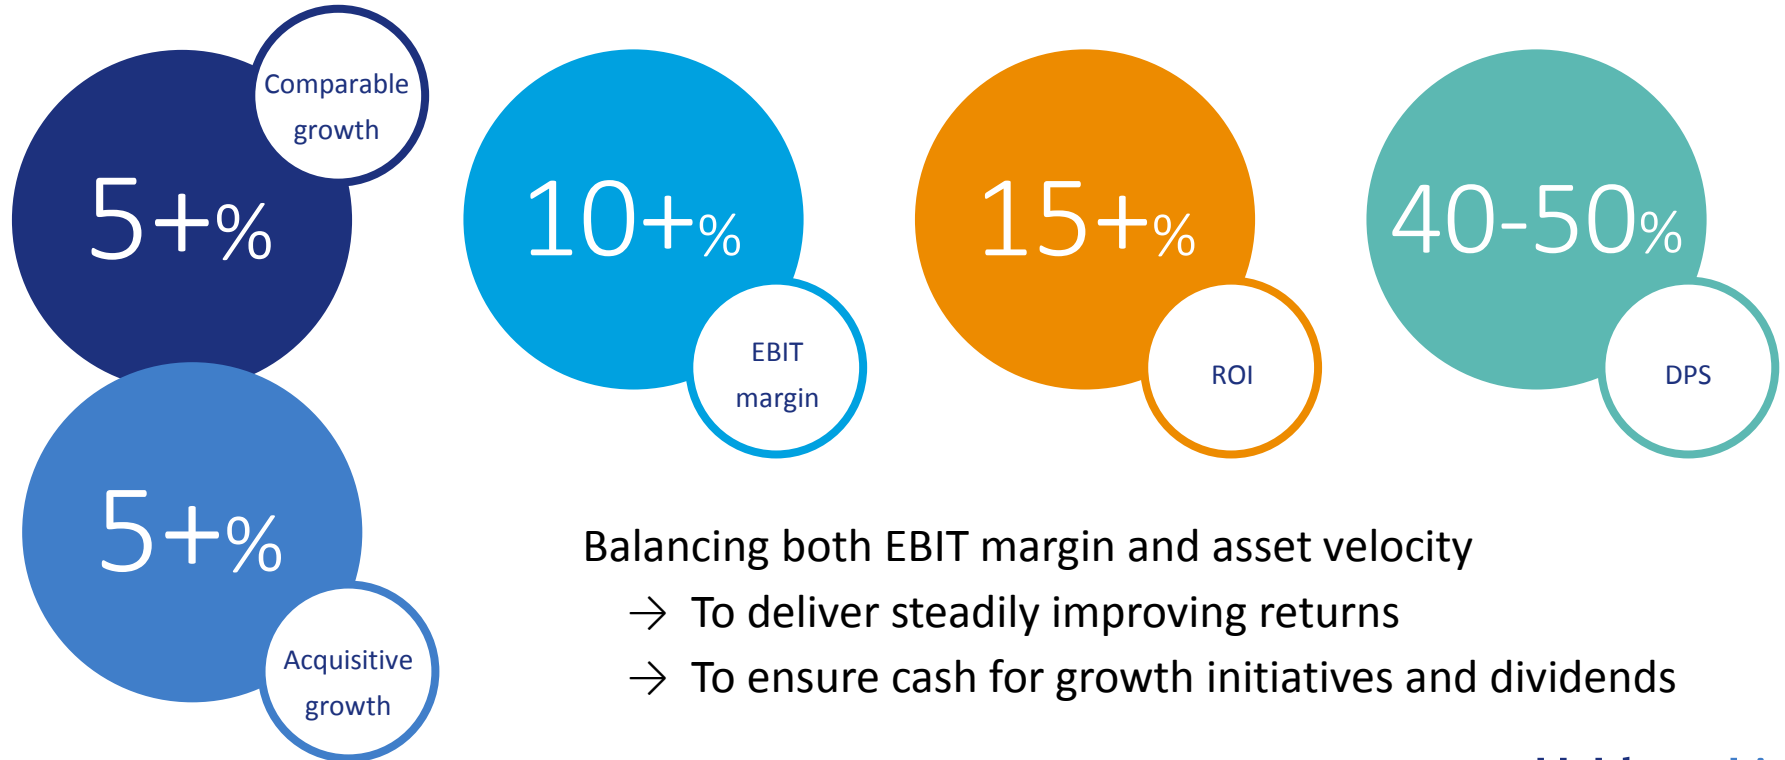 Comparable
growth
5+%
10+%
EBIT
margin
15+%
ROI
40-50%
DPS
5+%
Acquisitive
growth
Balancing both EBIT margin and asset velocity
→ To deliver steadily improving returns
→ To ensure cash for growth initiatives and dividends